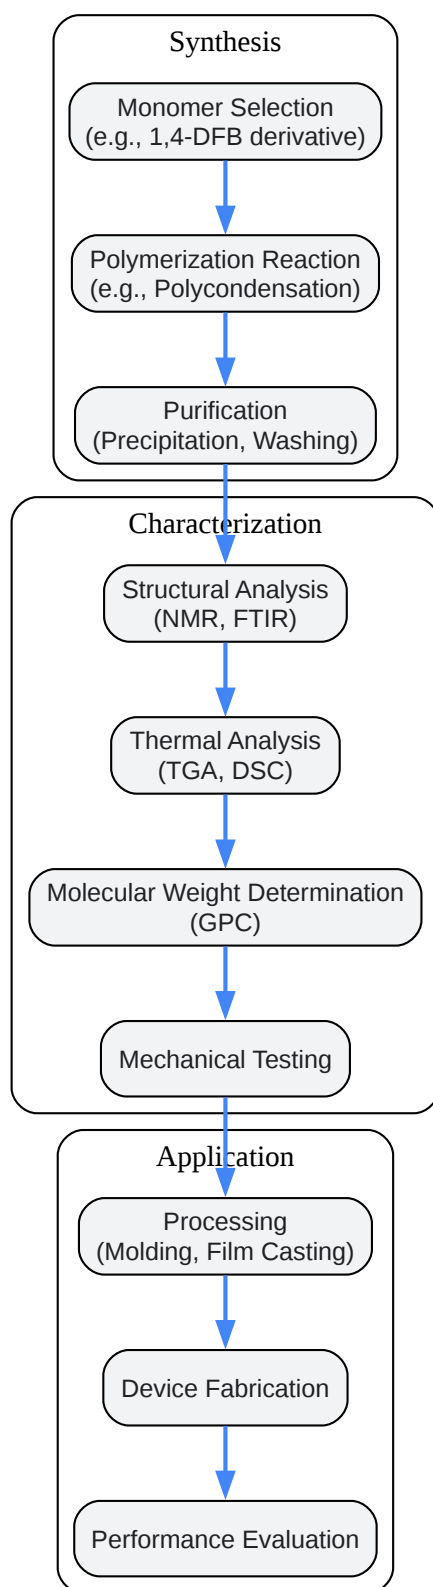 Synthesis
Monomer Selection
(e.g., 1,4-DFB derivative)
Polymerization Reaction
(e.g., Polycondensation)
Purification
(Precipitation, Washing)
Characterization
Structural Analysis
(NMR, FTIR)
Thermal Analysis
(TGA, DSC)
Molecular Weight Determination
(GPC)
Mechanical Testing
Application
Processing
(Molding, Film Casting)
Device Fabrication
Performance Evaluation